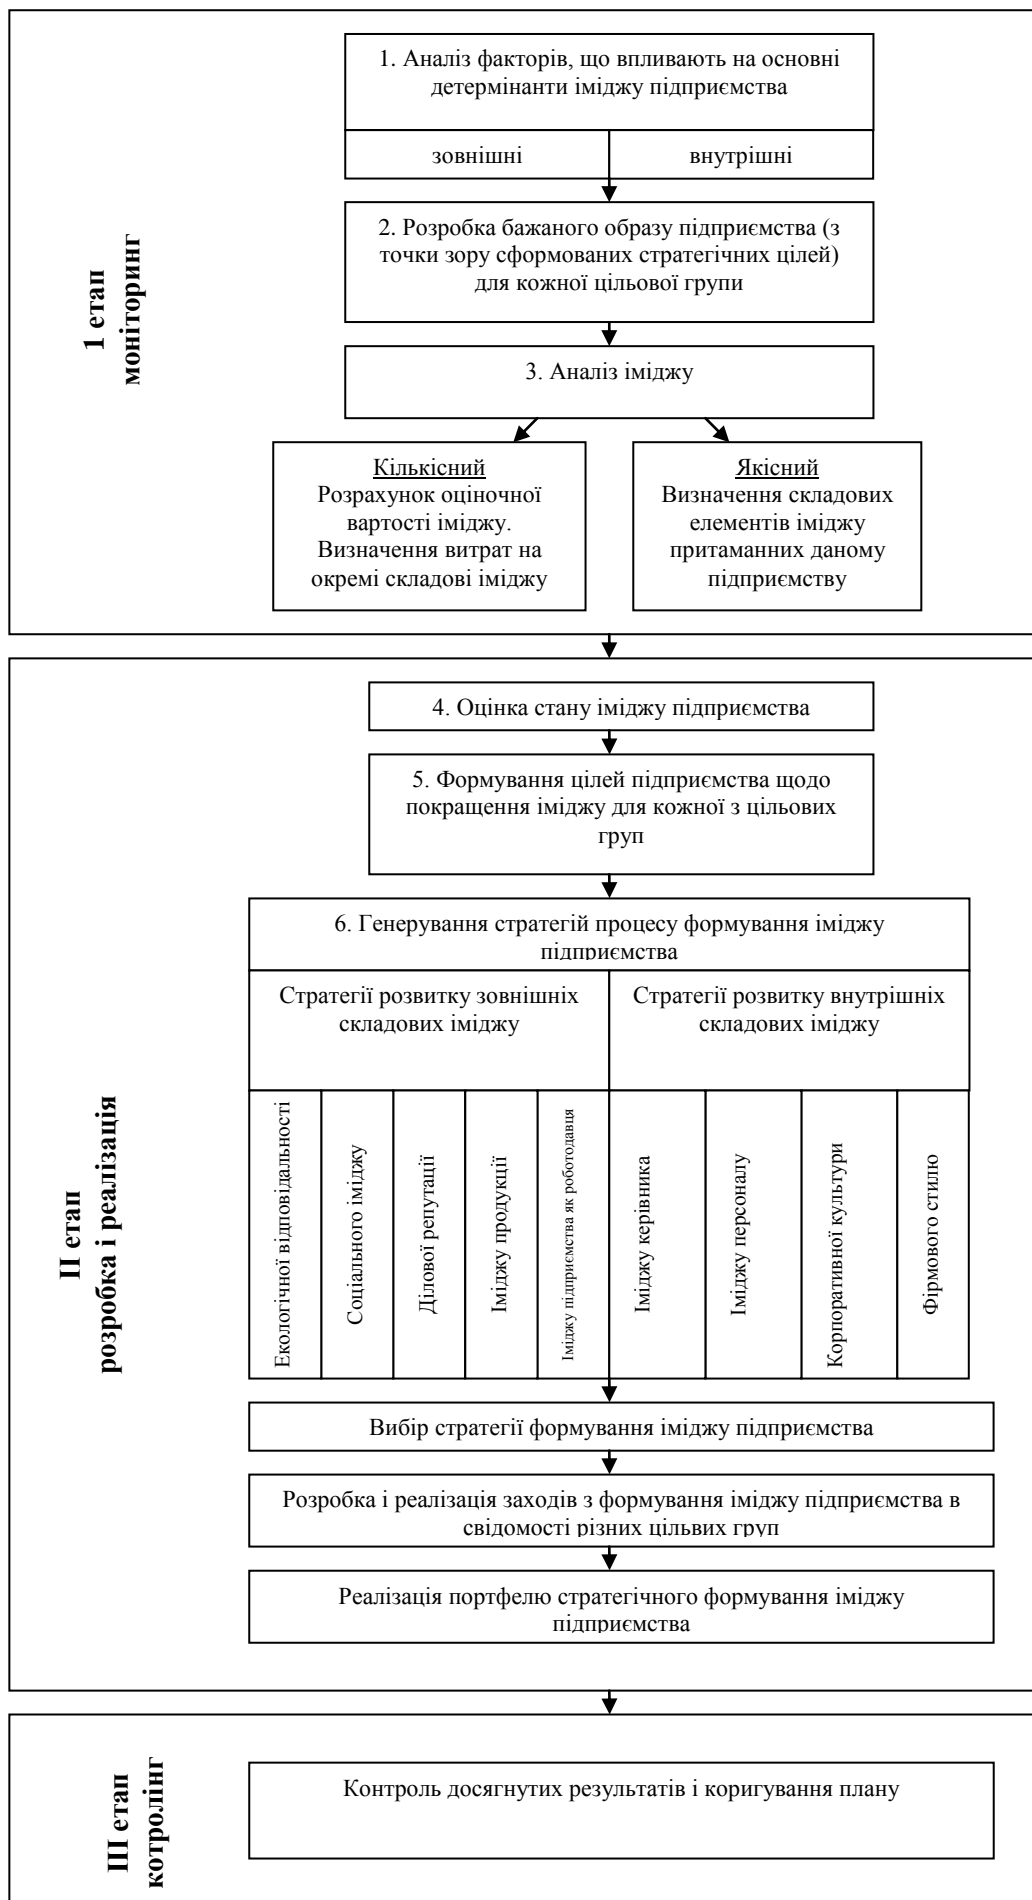 1 етап
моніторинг
1. Аналіз факторів, що впливають на основні
детермінанти іміджу підприємства
зовнішні
внутрішні
2. Розробка бажаного образу підприємства (з
точки зору сформованих стратегічних цілей)
для кожної цільової групи
3. Аналіз іміджу
Кількісний
Розрахунок оціночної
вартості іміджу.
Визначення витрат на
окремі складові іміджу
Якісний
Визначення складових
елементів іміджу
притаманних даному
підприємству
ІІ етап
розробка і реалізація
4. Оцінка стану іміджу підприємства
5. Формування цілей підприємства щодо
покращення іміджу для кожної з цільових
груп
6. Генерування стратегій процесу формування іміджу
підприємства
Стратегії розвитку зовнішніх
складових іміджу
Стратегії розвитку внутрішніх
складових іміджу
Екологічної відповідальності
Соціального іміджу
Ділової репутації
Іміджу продукції
Іміджу підприємства як роботодавця
Іміджу керівника
Іміджу персоналу
Корпоративної культури
Фірмового стилю
Вибір стратегії формування іміджу підприємства
Розробка і реалізація заходів з формування іміджу підприємства в
свідомості різних цільвих груп
Реалізація портфелю стратегічного формування іміджу
підприємства
ІІІ етап
котролінг
Контроль досягнутих результатів і коригування плану